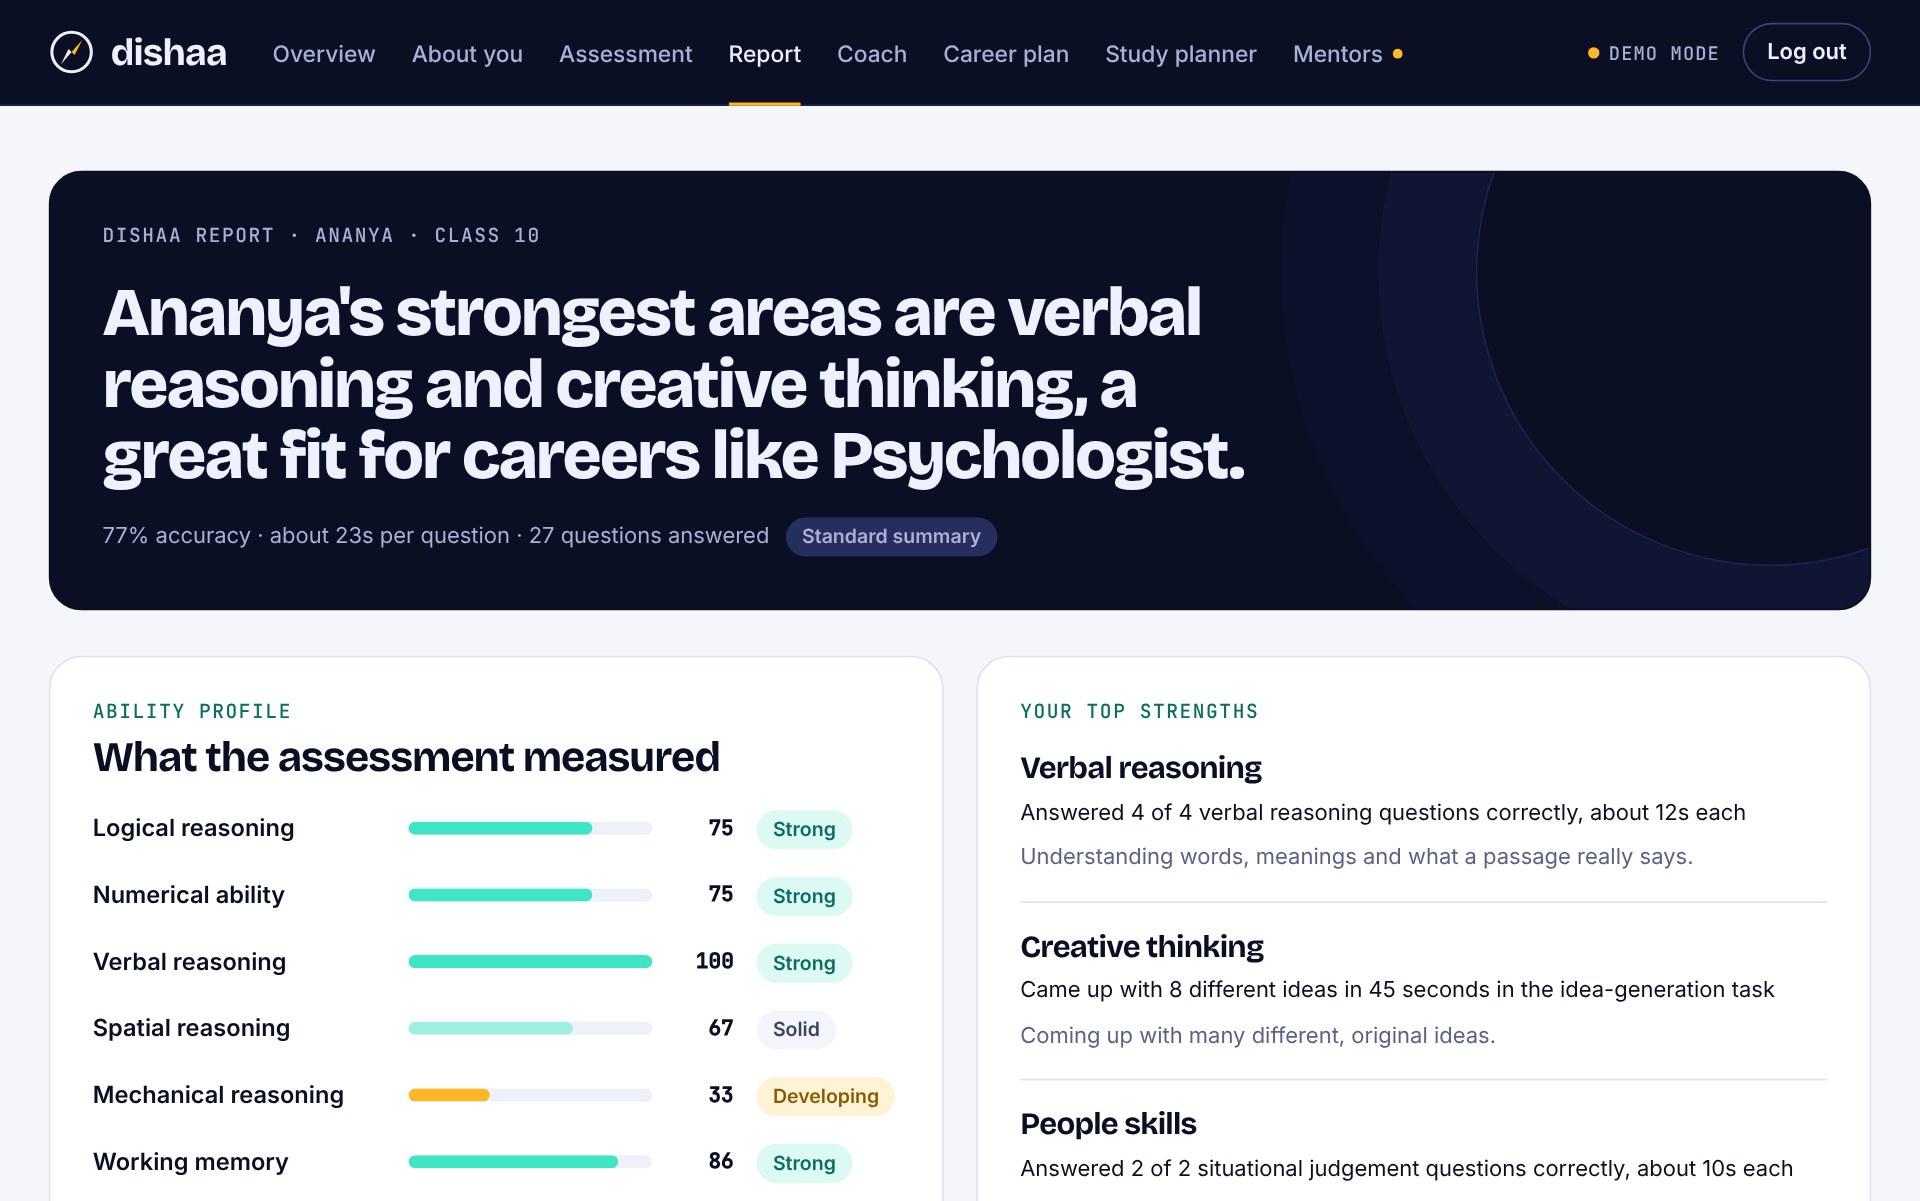 dishaa
Overview
About you
Assessment
Report
Coach
Career plan
Study planner
Mentors
DEMO MODE
Log out
DISHAA REPORT · ANANYA · CLASS 10
Ananya's strongest areas are verbal
reasoning and creative thinking, a
great fit for careers like Psychologist.
77% accuracy · about 23s per question · 27 questions answered
Standard summary
ABILITY PROFILE
What the assessment measured
Logical reasoning 75 Strong
Numerical ability 75 Strong
Verbal reasoning 100 Strong
Spatial reasoning 67 Solid
Mechanical reasoning 33 Developing
Working memory 86 Strong
YOUR TOP STRENGTHS
Verbal reasoning
Answered 4 of 4 verbal reasoning questions correctly, about 12s each
Understanding words, meanings and what a passage really says.
Creative thinking
Came up with 8 different ideas in 45 seconds in the idea-generation task
Coming up with many different, original ideas.
People skills
Answered 2 of 2 situational judgement questions correctly, about 10s each